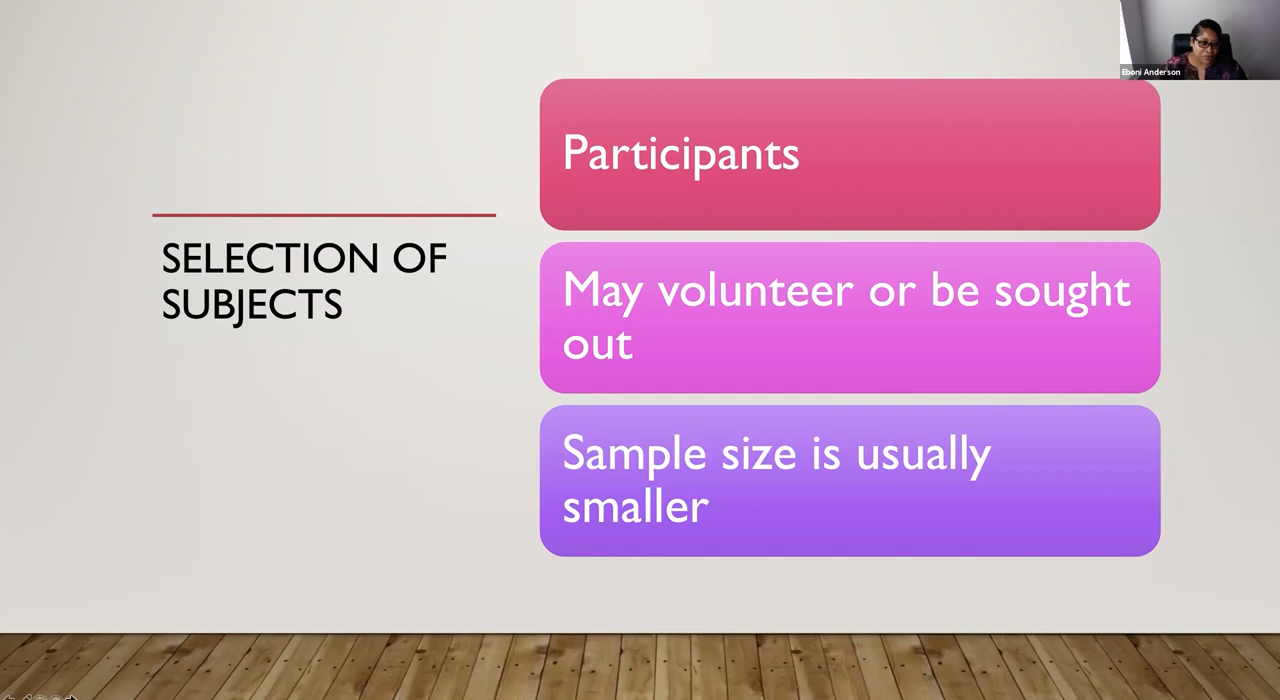 Eboni Anderson
SELECTION OF
SUBJECTS
Participants
May volunteer or be sought
out
Sample size is usually
smaller